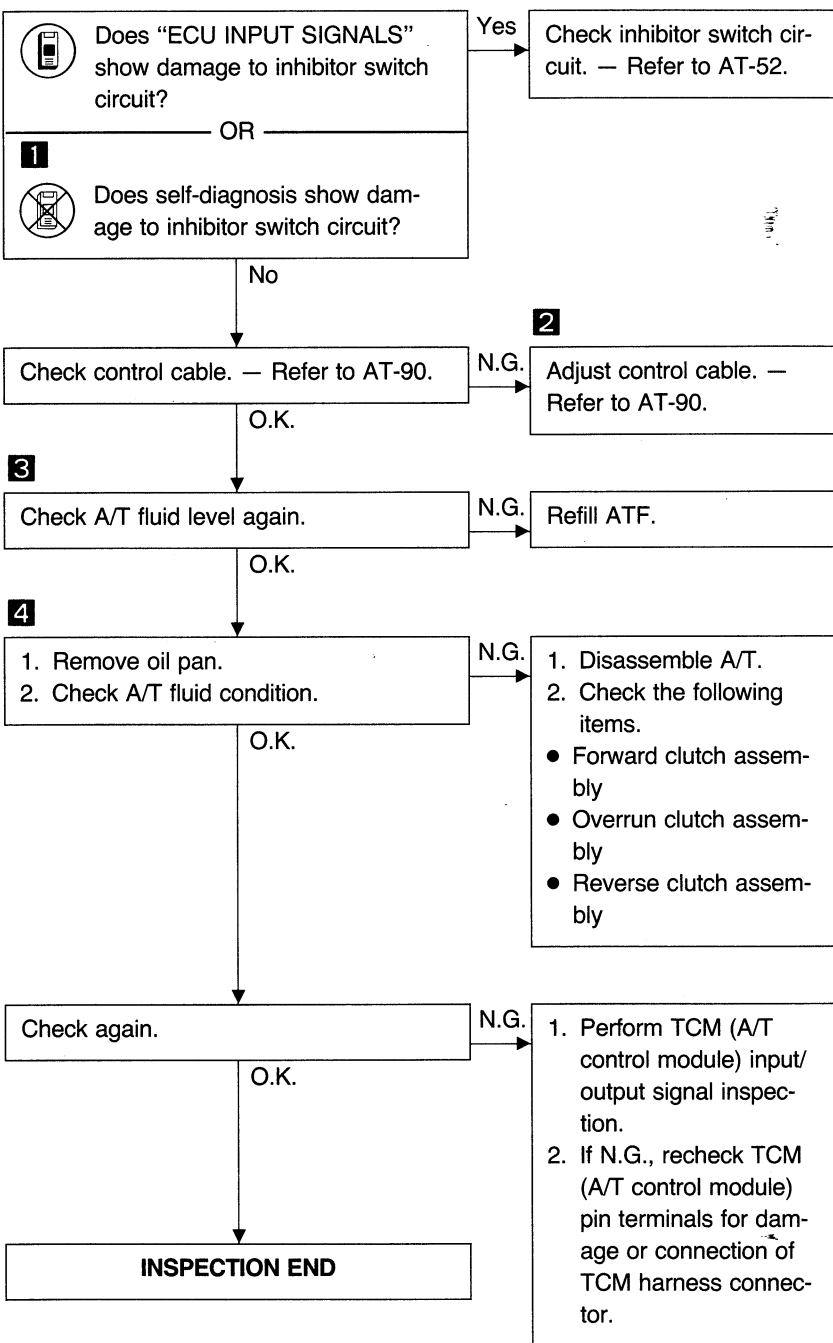 Does “ECU INPUT SIGNALS”
show damage to inhibitor switch
circuit?
Yes
Check inhibitor switch cir-
cuit. — Refer to AT-52.
OR
1
Does self-diagnosis show dam-
age to inhibitor switch circuit?
No
Check control cable. — Refer to AT-90.
N.G.
2
Adjust control cable. —
Refer to AT-90.
O.K.
3
Check A/T fluid level again.
N.G.
Refill ATF.
O.K.
4
1. Remove oil pan.
2. Check A/T fluid condition.
N.G.
1. Disassemble A/T.
2. Check the following
items.
● Forward clutch assem-
bly
● Overrun clutch assem-
bly
● Reverse clutch assem-
bly
O.K.
Check again.
N.G.
1. Perform TCM (A/T
control module) input/
output signal inspec-
tion.
2. If N.G., recheck TCM
(A/T control module)
pin terminals for dam-
age or connection of
TCM harness connec-
tor.
O.K.
INSPECTION END